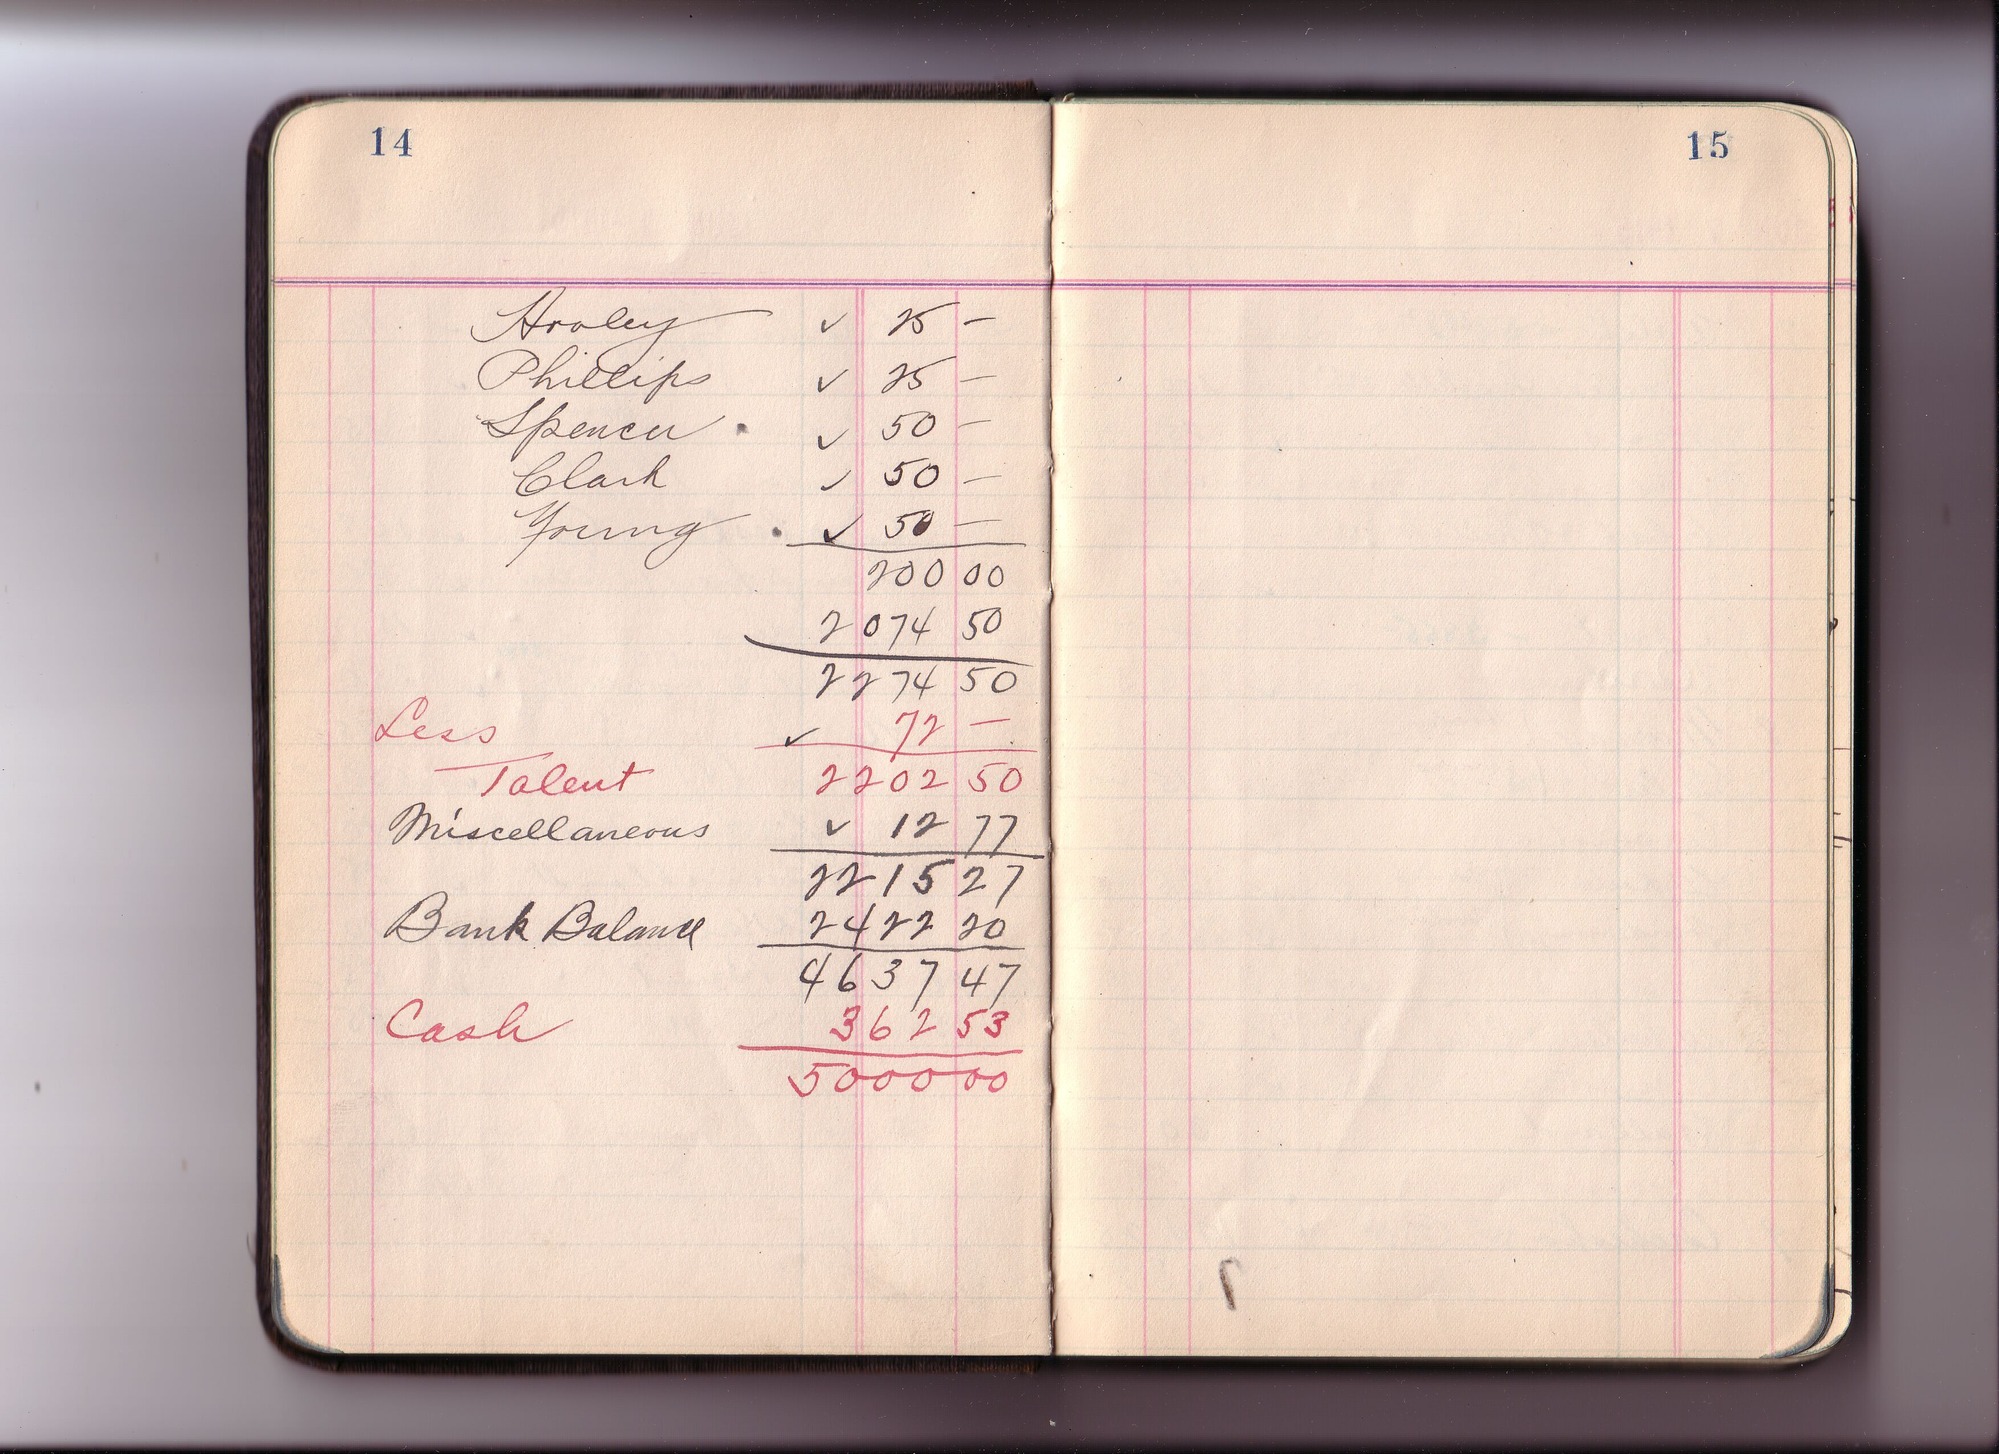 14
Hooley ✓ 25 —
Phillips ✓ 25 —
Spencer . ✓ 50 —
Clark ✓ 50 —
Young . ✓ 50 —
200 00
2074 50
2274 50
Less ✓ 72 —
Talent 2202 50
Miscellaneous ✓ 12 77
2215 27
Bank Balance 2422 20
4637 47
Cash 362 53
5000 00
15